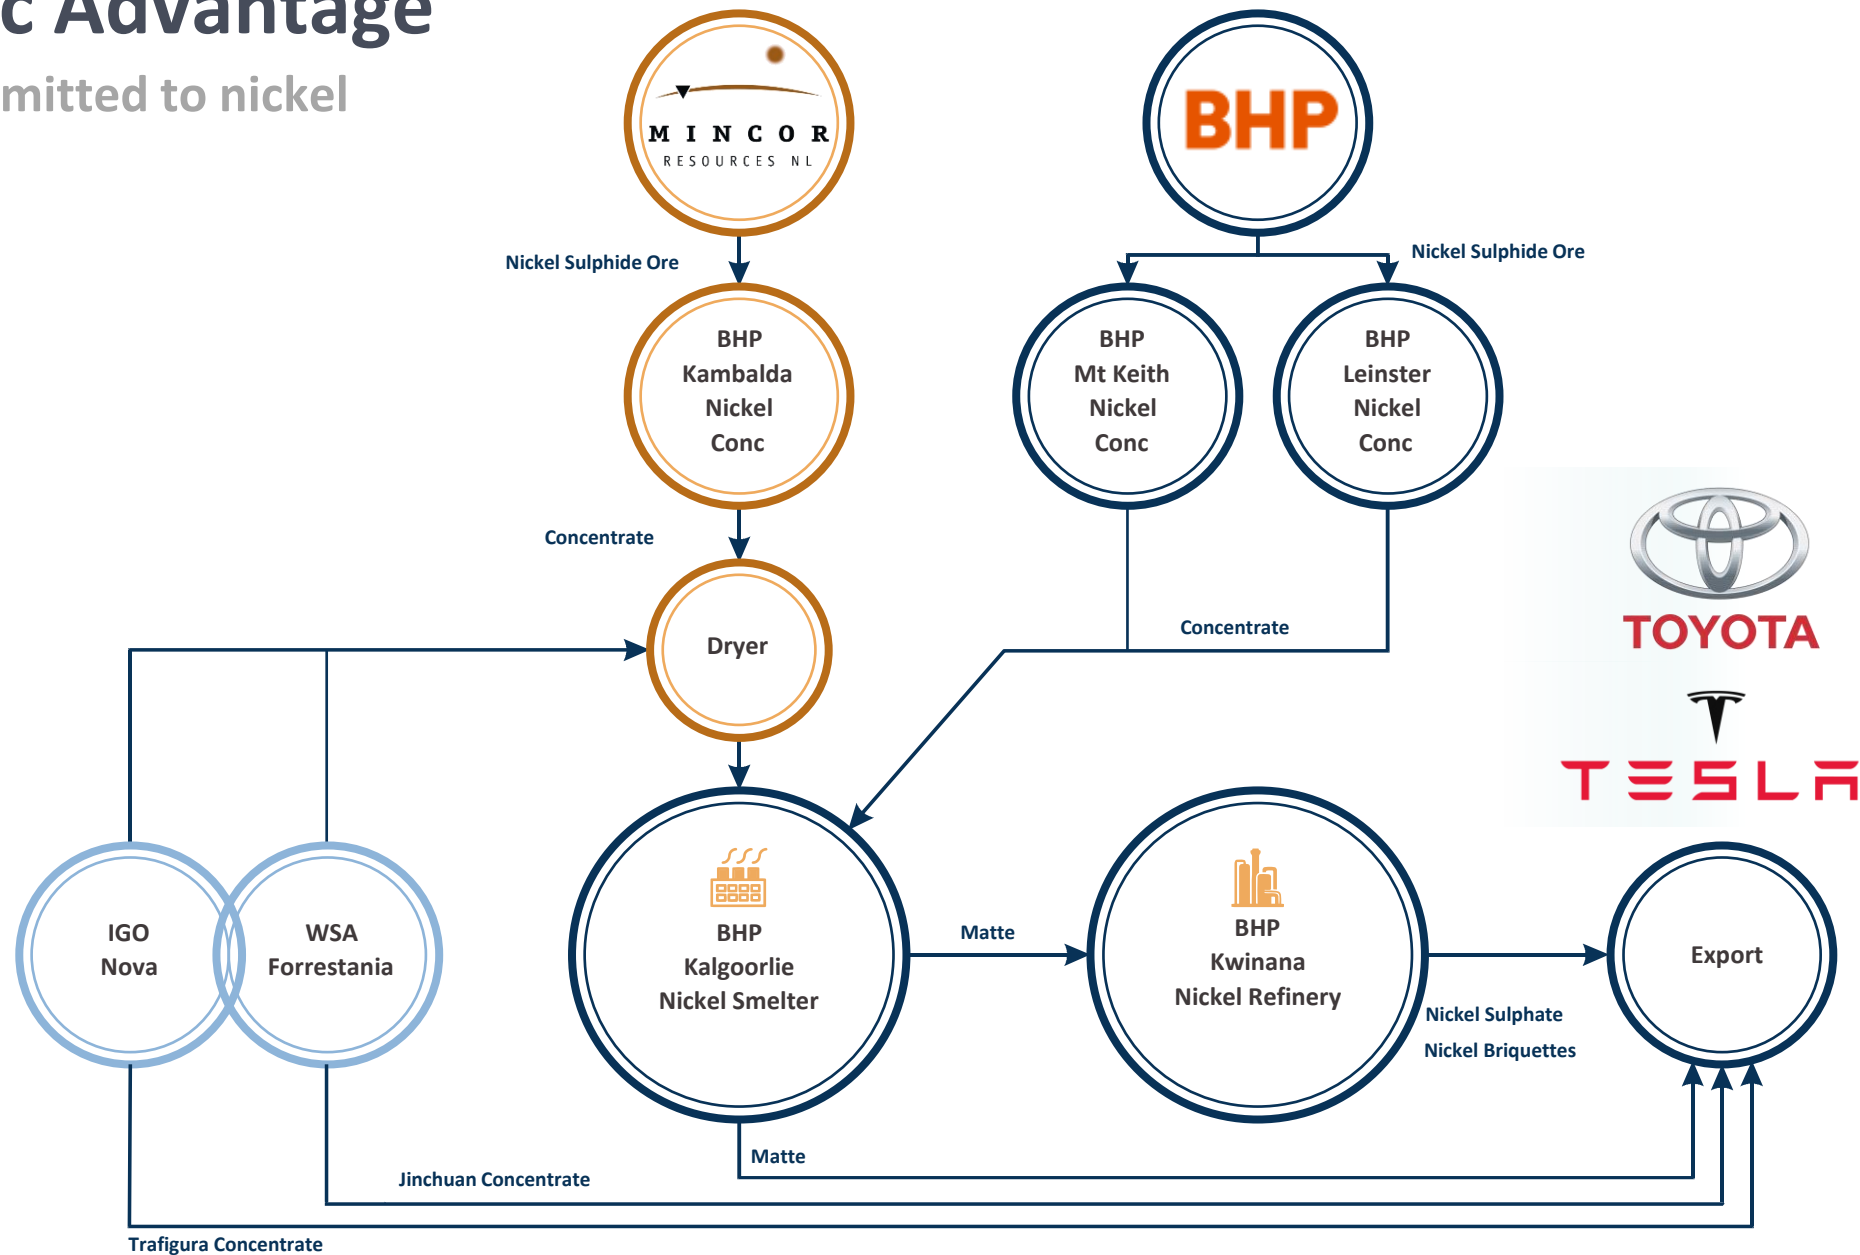 c Advantage
mitted to nickel
MINCOR
RESOURCES NL
BHP
Nickel Sulphide Ore
Nickel Sulphide Ore
BHP
Kambalda
Nickel
Conc
BHP
Mt Keith
Nickel
Conc
BHP
Leinster
Nickel
Conc
Concentrate
Concentrate
TOYOTA
Dryer
TESLA
IGO
Nova
WSA
Forrestania
BHP
Kalgoorlie
Nickel Smelter
Matte
BHP
Kwinana
Nickel Refinery
Export
Nickel Sulphate
Nickel Briquettes
Matte
Jinchuan Concentrate
Trafigura Concentrate